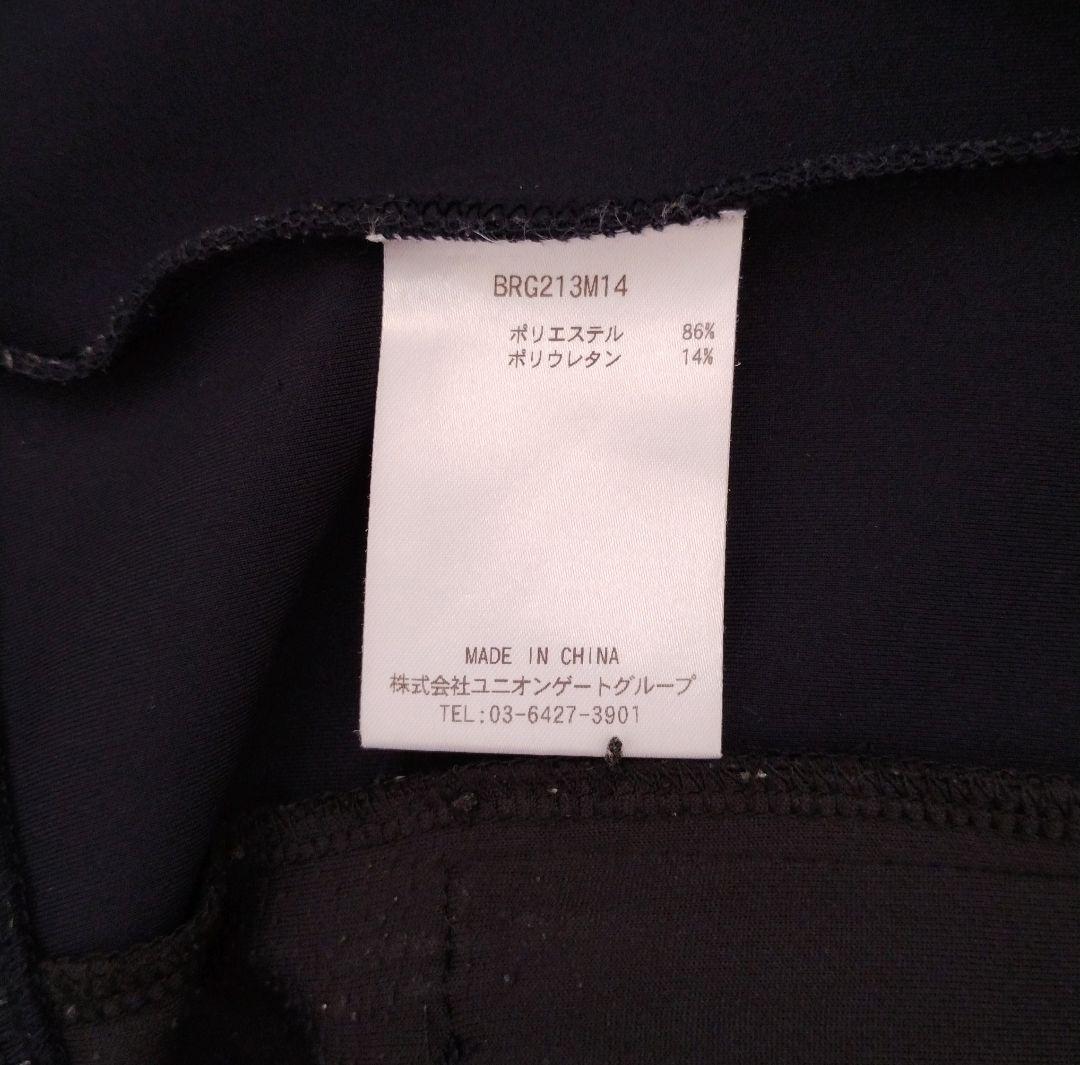 BRG213M14
ポリエステル 86%
ポリウレタン 14%
MADE IN CHINA
株式会社ユニオンゲートグループ
TEL:03-6427-3901